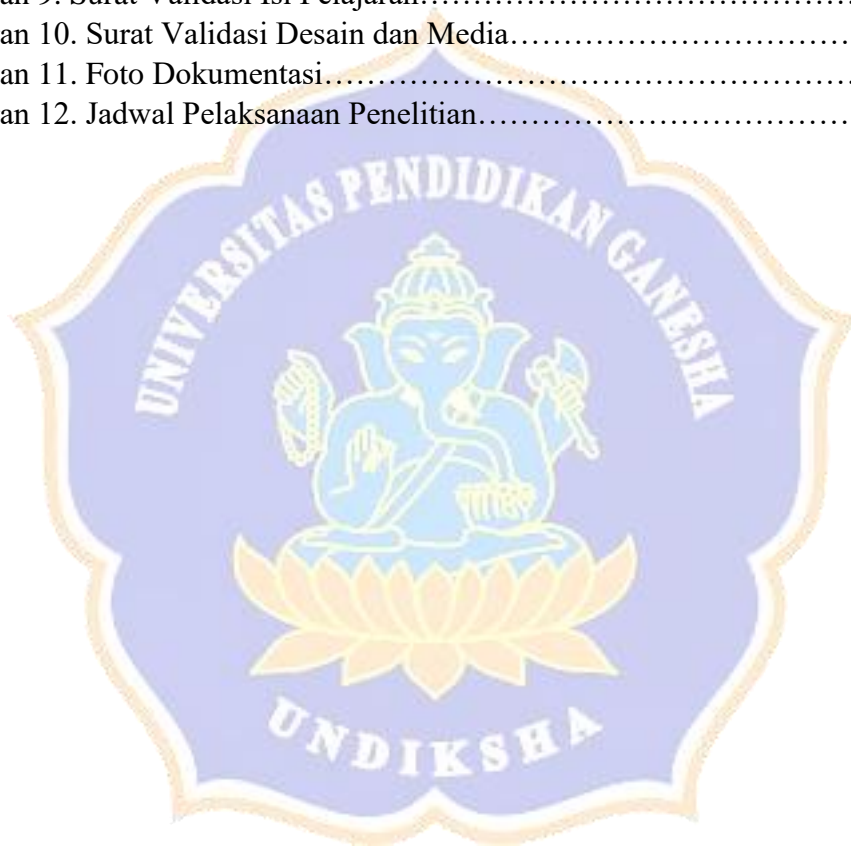 an 9. Surat Validasi Isi Pelajaran……………………………………
an 10. Surat Validasi Desain dan Media……………………………
an 11. Foto Dokumentasi………………………………………………
an 12. Jadwal Pelaksanaan Penelitian………………………………
UNIVERSITAS PENDIDIKAN GANESHA
UNDIKSHA